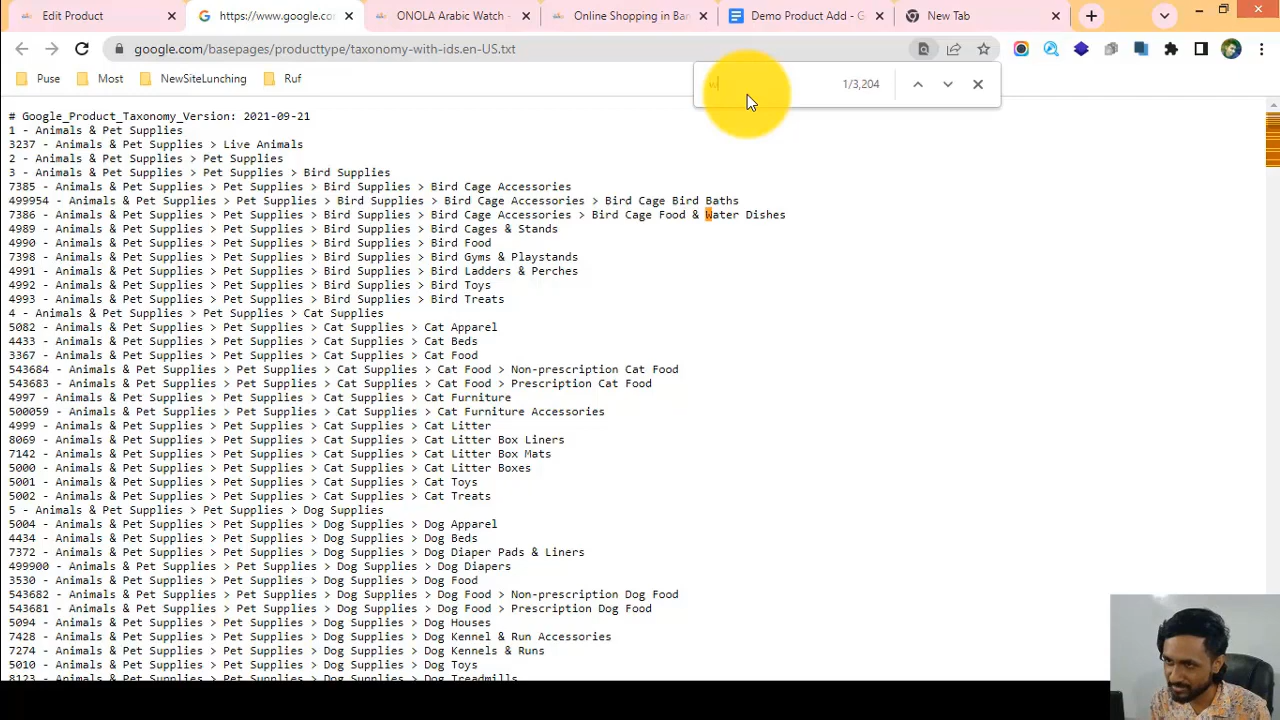 Edit Product
https://www.google.co
ONOLA Arabic Watch -
Online Shopping in Ban
Demo Product Add - G
New Tab
google.com/basepages/producttype/taxonomy-with-ids.en-US.txt
Puse
Most
NewSiteLunching
Ruf
w
1/3,204
# Google_Product_Taxonomy_Version: 2021-09-21
1 - Animals & Pet Supplies
3237 - Animals & Pet Supplies > Live Animals
2 - Animals & Pet Supplies > Pet Supplies
3 - Animals & Pet Supplies > Pet Supplies > Bird Supplies
7385 - Animals & Pet Supplies > Pet Supplies > Bird Supplies > Bird Cage Accessories
499954 - Animals & Pet Supplies > Pet Supplies > Bird Supplies > Bird Cage Accessories > Bird Cage Bird Baths
7386 - Animals & Pet Supplies > Pet Supplies > Bird Supplies > Bird Cage Accessories > Bird Cage Food & Water Dishes
4989 - Animals & Pet Supplies > Pet Supplies > Bird Supplies > Bird Cages & Stands
4990 - Animals & Pet Supplies > Pet Supplies > Bird Supplies > Bird Food
7398 - Animals & Pet Supplies > Pet Supplies > Bird Supplies > Bird Gyms & Playstands
4991 - Animals & Pet Supplies > Pet Supplies > Bird Supplies > Bird Ladders & Perches
4992 - Animals & Pet Supplies > Pet Supplies > Bird Supplies > Bird Toys
4993 - Animals & Pet Supplies > Pet Supplies > Bird Supplies > Bird Treats
4 - Animals & Pet Supplies > Pet Supplies > Cat Supplies
5082 - Animals & Pet Supplies > Pet Supplies > Cat Supplies > Cat Apparel
4433 - Animals & Pet Supplies > Pet Supplies > Cat Supplies > Cat Beds
3367 - Animals & Pet Supplies > Pet Supplies > Cat Supplies > Cat Food
543684 - Animals & Pet Supplies > Pet Supplies > Cat Supplies > Cat Food > Non-prescription Cat Food
543683 - Animals & Pet Supplies > Pet Supplies > Cat Supplies > Cat Food > Prescription Cat Food
4997 - Animals & Pet Supplies > Pet Supplies > Cat Supplies > Cat Furniture
500059 - Animals & Pet Supplies > Pet Supplies > Cat Supplies > Cat Furniture Accessories
4999 - Animals & Pet Supplies > Pet Supplies > Cat Supplies > Cat Litter
8069 - Animals & Pet Supplies > Pet Supplies > Cat Supplies > Cat Litter Box Liners
7142 - Animals & Pet Supplies > Pet Supplies > Cat Supplies > Cat Litter Box Mats
5000 - Animals & Pet Supplies > Pet Supplies > Cat Supplies > Cat Litter Boxes
5001 - Animals & Pet Supplies > Pet Supplies > Cat Supplies > Cat Toys
5002 - Animals & Pet Supplies > Pet Supplies > Cat Supplies > Cat Treats
5 - Animals & Pet Supplies > Pet Supplies > Dog Supplies
5004 - Animals & Pet Supplies > Pet Supplies > Dog Supplies > Dog Apparel
4434 - Animals & Pet Supplies > Pet Supplies > Dog Supplies > Dog Beds
7372 - Animals & Pet Supplies > Pet Supplies > Dog Supplies > Dog Diaper Pads & Liners
499900 - Animals & Pet Supplies > Pet Supplies > Dog Supplies > Dog Diapers
3530 - Animals & Pet Supplies > Pet Supplies > Dog Supplies > Dog Food
543682 - Animals & Pet Supplies > Pet Supplies > Dog Supplies > Dog Food > Non-prescription Dog Food
543681 - Animals & Pet Supplies > Pet Supplies > Dog Supplies > Dog Food > Prescription Dog Food
5094 - Animals & Pet Supplies > Pet Supplies > Dog Supplies > Dog Houses
7428 - Animals & Pet Supplies > Pet Supplies > Dog Supplies > Dog Kennel & Run Accessories
7274 - Animals & Pet Supplies > Pet Supplies > Dog Supplies > Dog Kennels & Runs
5010 - Animals & Pet Supplies > Pet Supplies > Dog Supplies > Dog Toys
8123 - Animals & Pet Supplies > Pet Supplies > Dog Supplies > Dog Treadmills